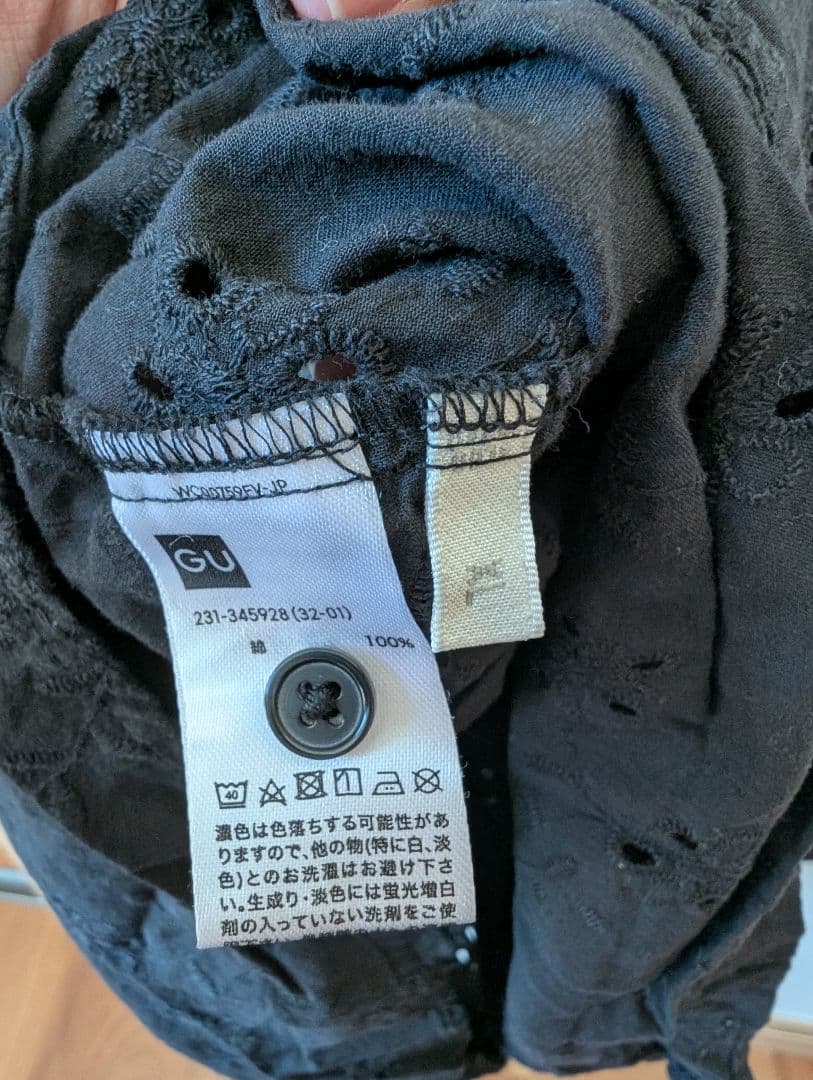 GU
231-345928(32-01)
綿 100%
40
濃色は色落ちする可能性があ
りますので、他の物(特に白、淡
色)とのお洗濯はお避け下さ
い。生成り・淡色には蛍光増白
剤の入っていない洗剤をご使